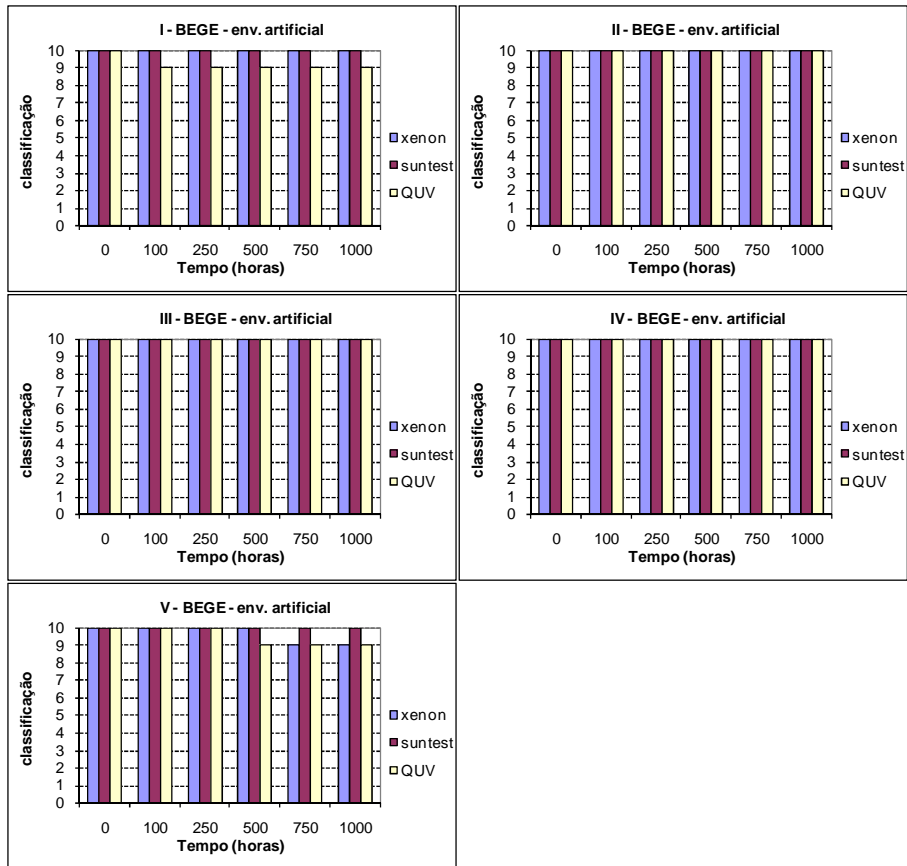 I - BEGE - env. artificial
10
9
8
7
6
5
4
3
2
1
0
classificação
0 100 250 500 750 1000
Tempo (horas)
xenon
suntest
QUV
II - BEGE - env. artificial
10
9
8
7
6
5
4
3
2
1
0
classificação
0 100 250 500 750 1000
Tempo (horas)
xenon
suntest
QUV
III - BEGE - env. artificial
10
9
8
7
6
5
4
3
2
1
0
classificação
0 100 250 500 750 1000
Tempo (horas)
xenon
suntest
QUV
IV - BEGE - env. artificial
10
9
8
7
6
5
4
3
2
1
0
classificação
0 100 250 500 750 1000
Tempo (horas)
xenon
suntest
QUV
V - BEGE - env. artificial
10
9
8
7
6
5
4
3
2
1
0
classificação
0 100 250 500 750 1000
Tempo (horas)
xenon
suntest
QUV